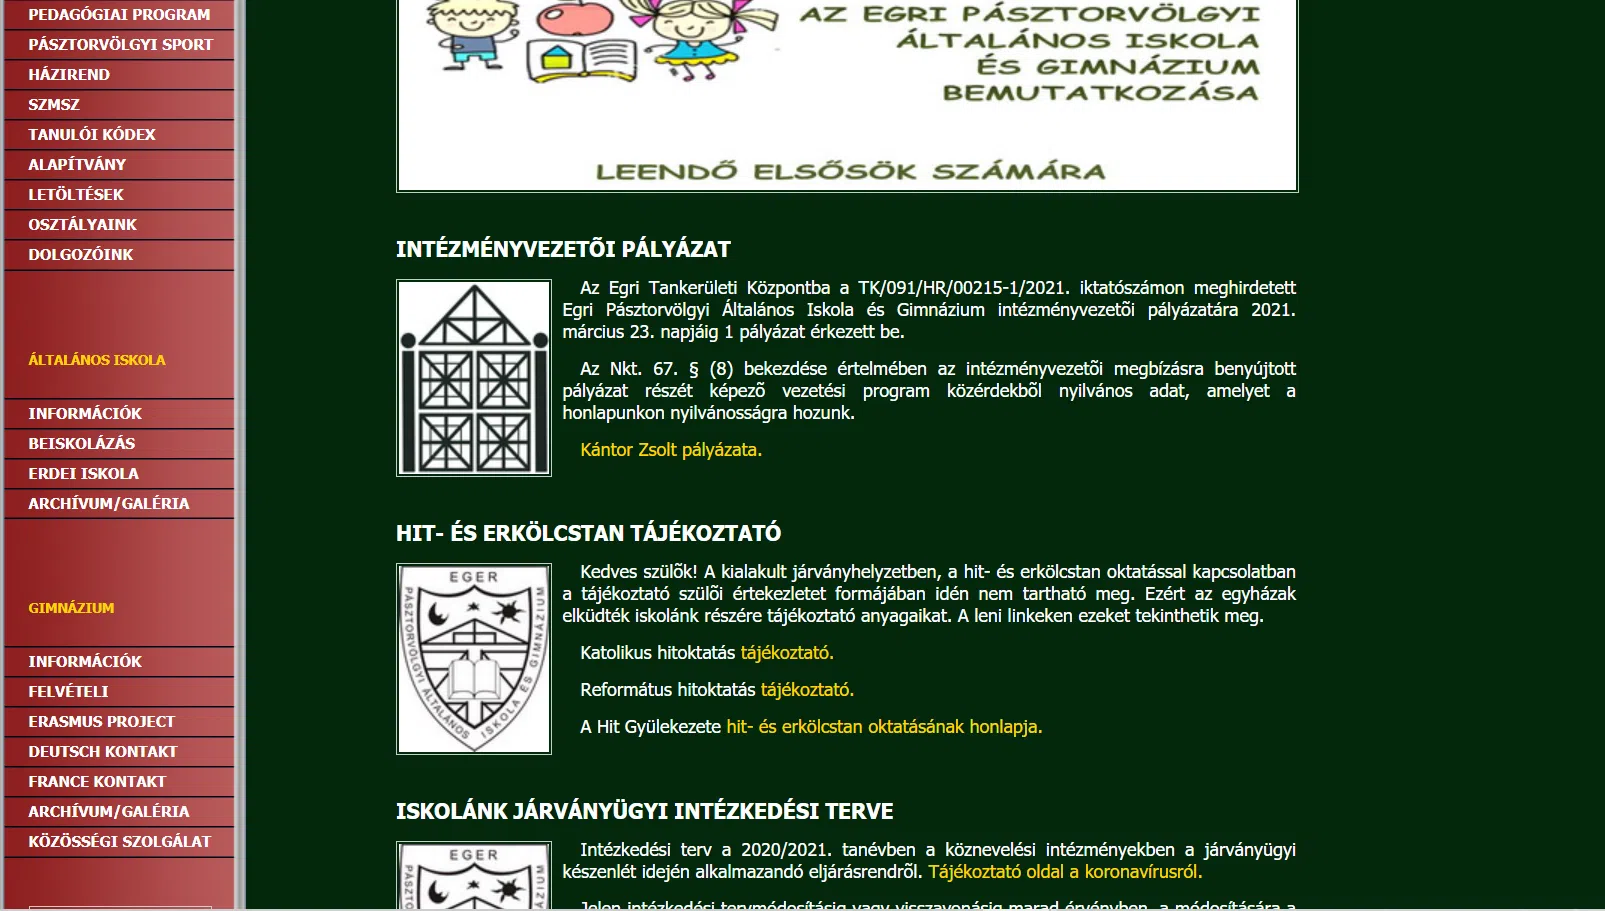 PEDAGÓGIAI PROGRAM
PÁSZTORVÖLGYI SPORT
HÁZIREND
SZMSZ
TANULÓI KÓDEX
ALAPÍTVÁNY
LETÖLTÉSEK
OSZTÁLYAINK
DOLGOZÓINK
ÁLTALÁNOS ISKOLA
INFORMÁCIÓK
BEISKOLÁZÁS
ERDEI ISKOLA
ARCHÍVUM/GALÉRIA
GIMNÁZIUM
INFORMÁCIÓK
FELVÉTELI
ERASMUS PROJECT
DEUTSCH KONTAKT
FRANCE KONTAKT
ARCHÍVUM/GALÉRIA
KÖZÖSSÉGI SZOLGÁLAT
AZ EGRI PÁSZTORVÖLGYI
ÁLTALÁNOS ISKOLA
ÉS GIMNÁZIUM
BEMUTATKOZÁSA
LEENDŐ ELSŐSÖK SZÁMÁRA
INTÉZMÉNYVEZETÕI PÁLYÁZAT
Az Egri Tankerületi Központba a TK/091/HR/00215-1/2021. iktatószámon meghirdetett
Egri Pásztorvölgyi Általános Iskola és Gimnázium intézményvezetõi pályázatára 2021.
március 23. napjáig 1 pályázat érkezett be.
Az Nkt. 67. § (8) bekezdése értelmében az intézményvezetõi megbízásra benyújtott
pályázat részét képezõ vezetési program közérdekbõl nyilvános adat, amelyet a
honlapunkon nyilvánosságra hozunk.
Kántor Zsolt pályázata.
HIT- ÉS ERKÖLCSTAN TÁJÉKOZTATÓ
EGER
PÁSZTORVÖLGYI ÁLTALÁNOS ISKOLA ÉS GIMNÁZIUM
Kedves szülõk! A kialakult járványhelyzetben, a hit- és erkölcstan oktatással kapcsolatban
a tájékoztató szülõi értekezletet formájában idén nem tartható meg. Ezért az egyházak
elküdték iskolánk részére tájékoztató anyagaikat. A leni linkeken ezeket tekinthetik meg.
Katolikus hitoktatás tájékoztató.
Református hitoktatás tájékoztató.
A Hit Gyülekezete hit- és erkölcstan oktatásának honlapja.
ISKOLÁNK JÁRVÁNYÜGYI INTÉZKEDÉSI TERVE
EGER
Intézkedési terv a 2020/2021. tanévben a köznevelési intézményekben a járványügyi
készenlét idején alkalmazandó eljárásrendrõl. Tájékoztató oldal a koronavírusról.
Jelen intézkedési tervmódosításig vagy visszavonásig marad érvényben, a módosítására a